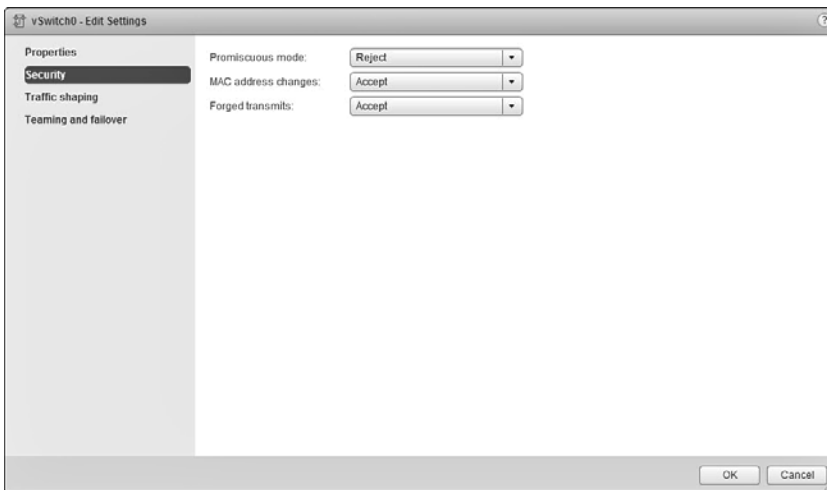 vSwitch0 - Edit Settings
?
Properties
Security
Traffic shaping
Teaming and failover
Promiscuous mode: Reject
MAC address changes: Accept
Forged transmits: Accept
OK Cancel